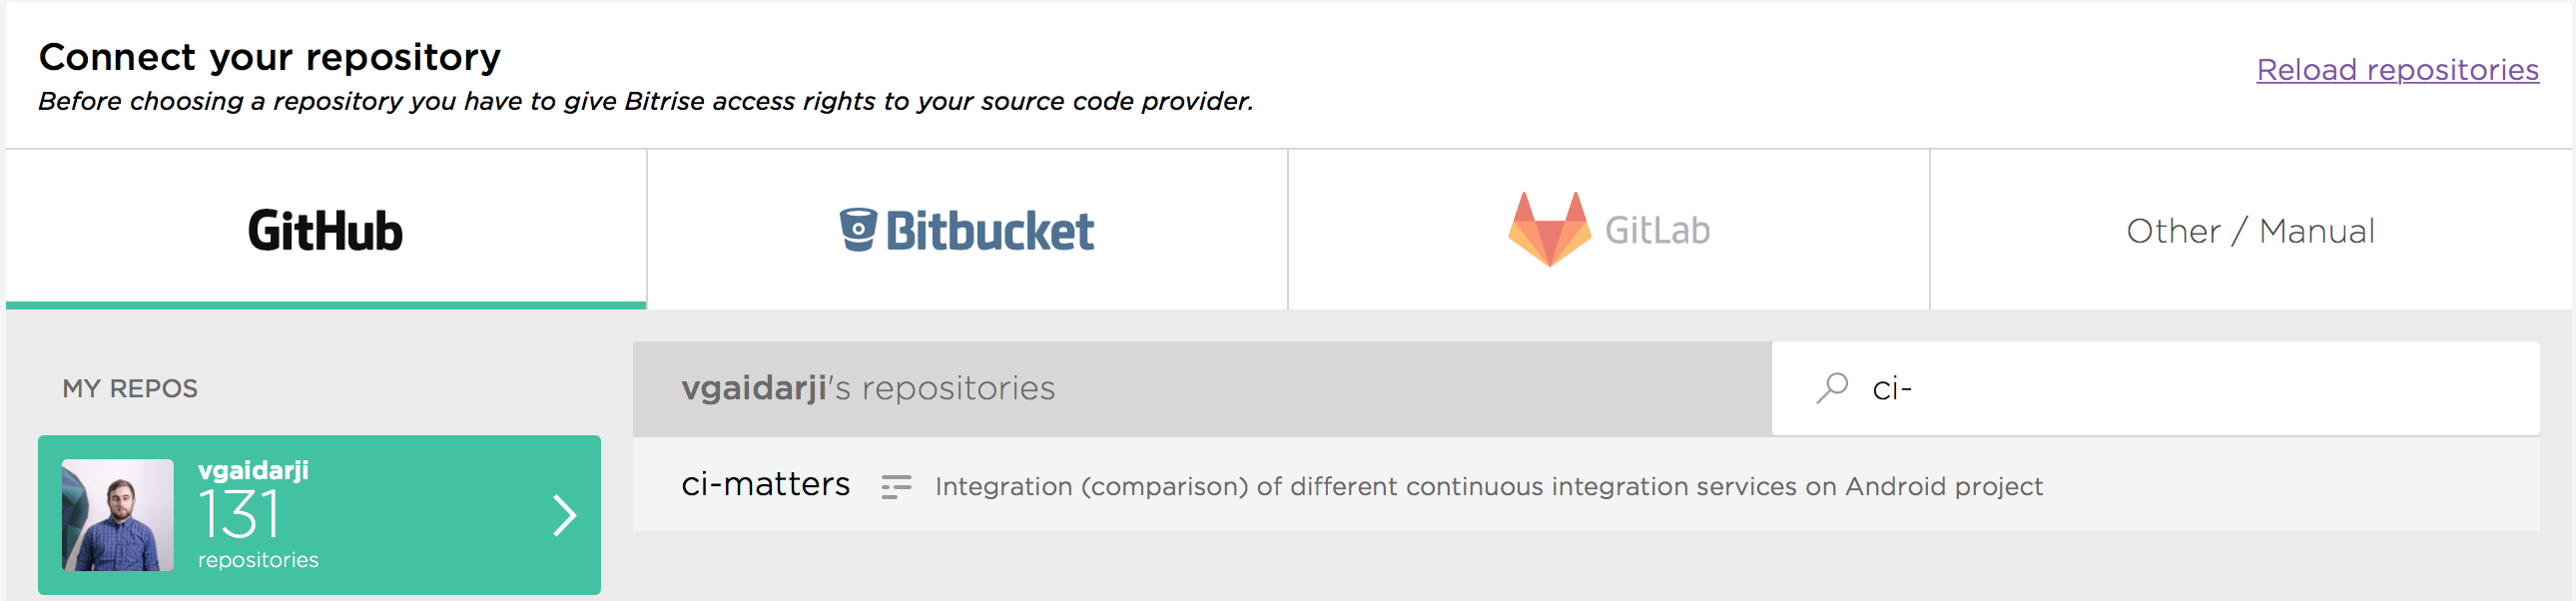 Connect your repository
Reload repositories
Before choosing a repository you have to give Bitrise access rights to your source code provider.
GitHub
Bitbucket
GitLab
Other / Manual
MY REPOS
vgaidarji's repositories
ci-
vgaidarji
131
repositories
ci-matters
Integration (comparison) of different continuous integration services on Android project